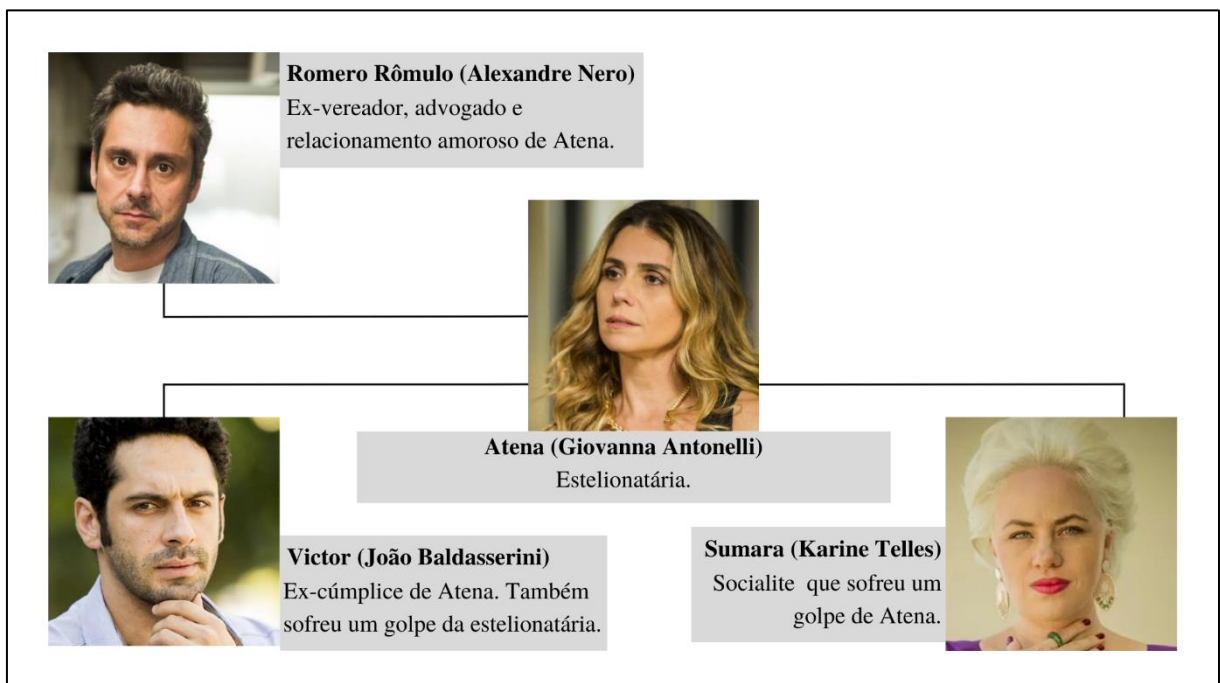 Romero Rômulo (Alexandre Nero)
Ex-vereador, advogado e
relacionamento amoroso de Atena.
Atena (Giovanna Antonelli)
Estelionatária.
Victor (João Baldasserini)
Ex-cúmplice de Atena. Também
sofreu um golpe da estelionatária.
Sumara (Karine Telles)
Socialite  que sofreu um
golpe de Atena.